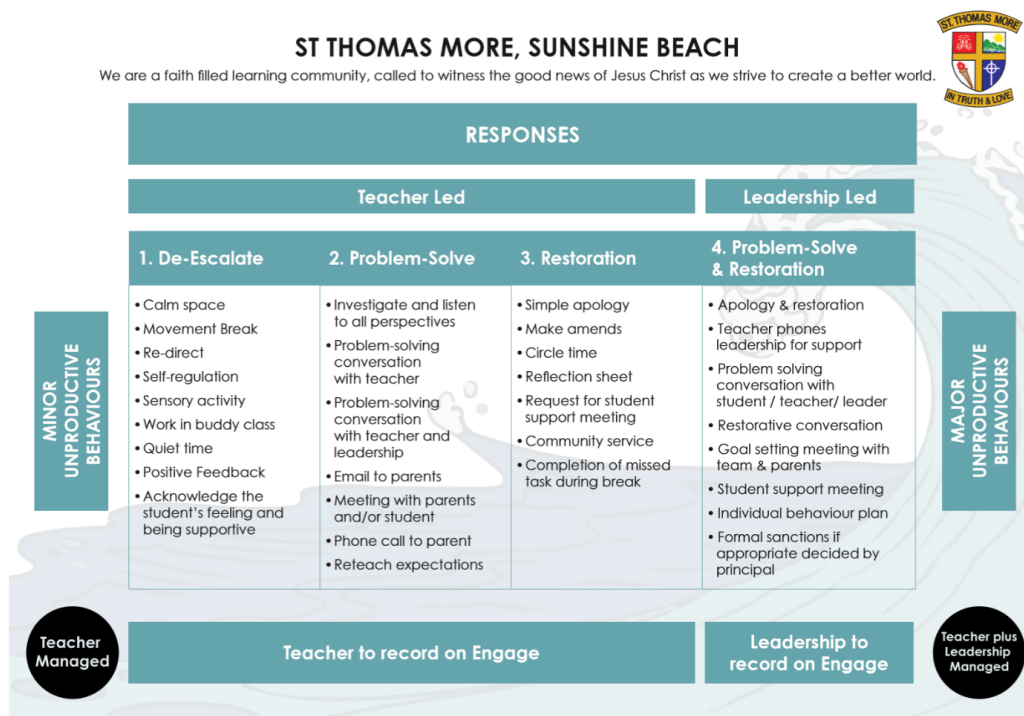 ST THOMAS MORE, SUNSHINE BEACH
We are a faith filled learning community, called to witness the good news of Jesus Christ as we strive to create a better world.
ST. THOMAS MORE
IN TRUTH & LOVE
RESPONSES
Teacher Led
Leadership Led
MINOR
UNPRODUCTIVE
BEHAVIOURS
1. De-Escalate
• Calm space
• Movement Break
• Re-direct
• Self-regulation
• Sensory activity
• Work in buddy class
• Quiet time
• Positive Feedback
• Acknowledge the
student's feeling and
being supportive
2. Problem-Solve
• Investigate and listen
to all perspectives
• Problem-solving
conversation
with teacher
• Problem-solving
conversation
with teacher and
leadership
• Email to parents
• Meeting with parents
and/or student
• Phone call to parent
• Reteach expectations
3. Restoration
• Simple apology
• Make amends
• Circle time
• Reflection sheet
• Request for student
support meeting
• Community service
• Completion of missed
task during break
4. Problem-Solve
& Restoration
• Apology & restoration
• Teacher phones
leadership for support
• Problem solving
conversation with
student / teacher/ leader
• Restorative conversation
• Goal setting meeting with
team & parents
• Student support meeting
• Individual behaviour plan
• Formal sanctions if
appropriate decided by
principal
MAJOR
UNPRODUCTIVE
BEHAVIOURS
Teacher
Managed
Teacher to record on Engage
Leadership to
record on Engage
Teacher plus
Leadership
Managed